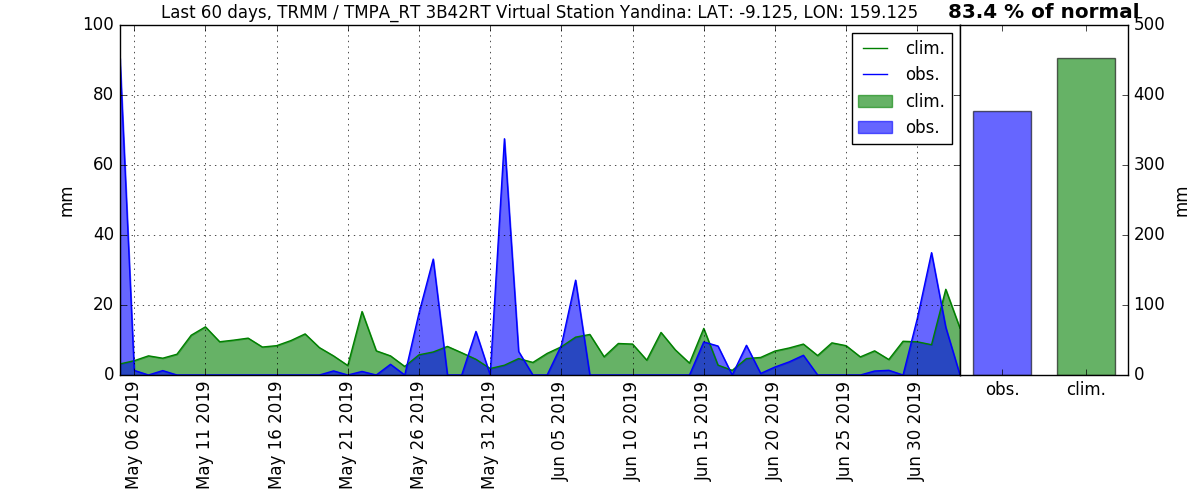 Last 60 days, TRMM / TMPA_RT 3B42RT Virtual Station Yandina: LAT: -9.125, LON: 159.125
83.4 % of normal
100
80
60
40
20
0
mm
clim.
obs.
clim.
obs.
500
400
300
200
100
0
mm
May 06 2019
May 11 2019
May 16 2019
May 21 2019
May 26 2019
May 31 2019
Jun 05 2019
Jun 10 2019
Jun 15 2019
Jun 20 2019
Jun 25 2019
Jun 30 2019
obs.
clim.